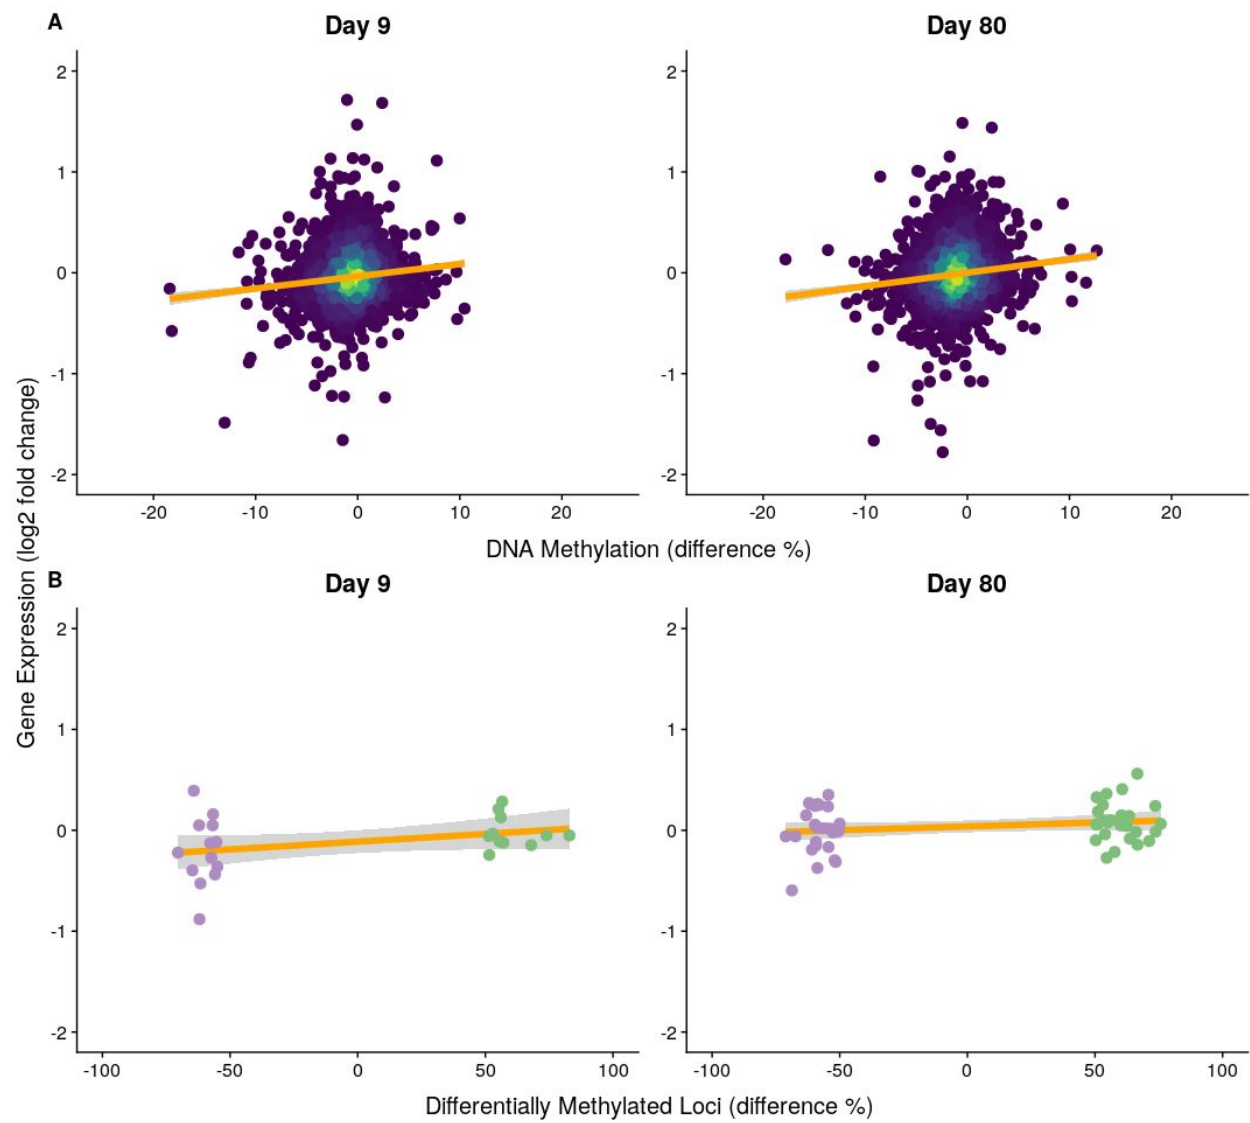 A
Day 9
Day 80
2
1
0
-1
-2
2
1
0
-1
-2
-20 -10 0 10 20
-20 -10 0 10 20
DNA Methylation (difference %)
Gene Expression (log2 fold change)
B
Day 9
Day 80
2
1
0
-1
-2
2
1
0
-1
-2
-100 -50 0 50 100
-100 -50 0 50 100
Differentially Methylated Loci (difference %)